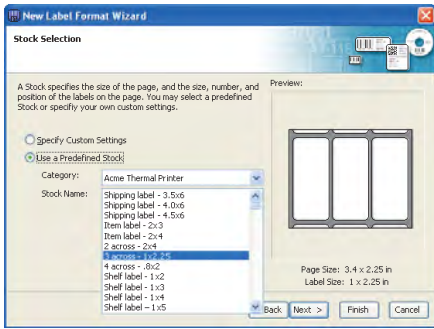 New Label Format Wizard
Stock Selection
A Stock specifies the size of the page, and the size, number, and
position of the labels on the page. You may select a predefined
Stock or specifiy your own custom settings.
Specify Custom Settings
Use a Predefined Stock
Category:
Acme Thermal Printer
Stock Name:
Shipping label - 3.5x6
Shipping label - 4.0x6
Shipping label - 4.5x6
Item label - 2x3
Item label - 2x4
2 across - 2x4
3 across - 1x2.25
4 across - .8x2
Shelf label - 1x2
Shelf label - 1x3
Shelf label - 1x4
Shelf label - 1x5
Preview:
Page Size: 3.4 x 2.25 in
Label Size: 1 x 2.25 in
Back
Next >
Finish
Cancel